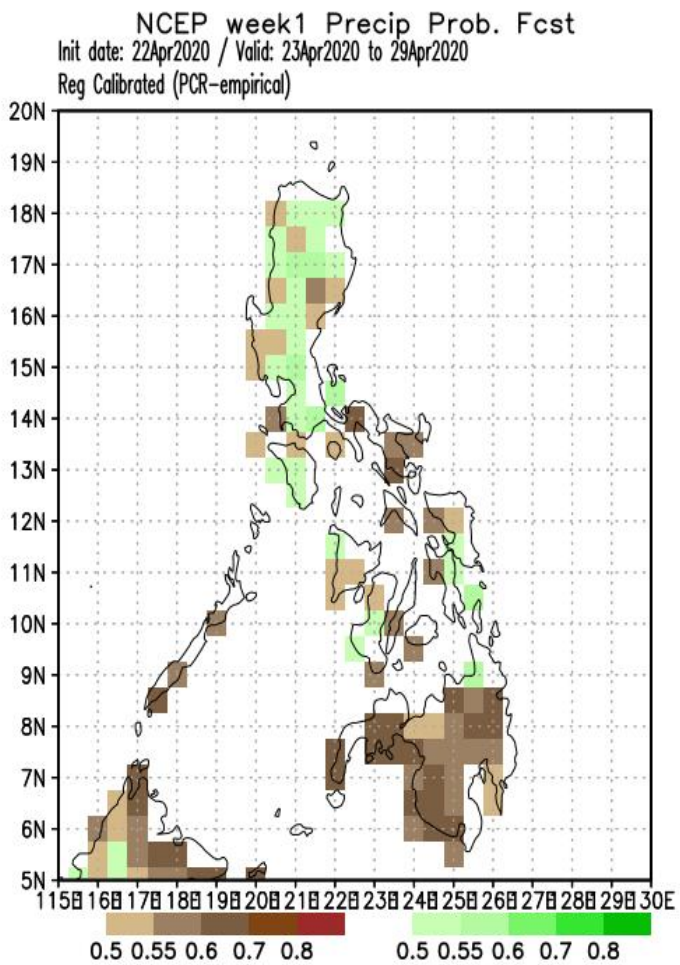 NCEP week1 Precip Prob. Fcst
Init date: 22Apr2020 / Valid: 23Apr2020 to 29Apr2020
Reg Calibrated (PCR-empirical)
20N
19N
18N
17N
16N
15N
14N
13N
12N
11N
10N
9N
8N
7N
6N
5N
115E 116E 117E 118E 119E 120E 121E 122E 123E 124E 125E 126E 127E 128E 129E 130E
0.5 0.55 0.6 0.7 0.8 0.5 0.55 0.6 0.7 0.8